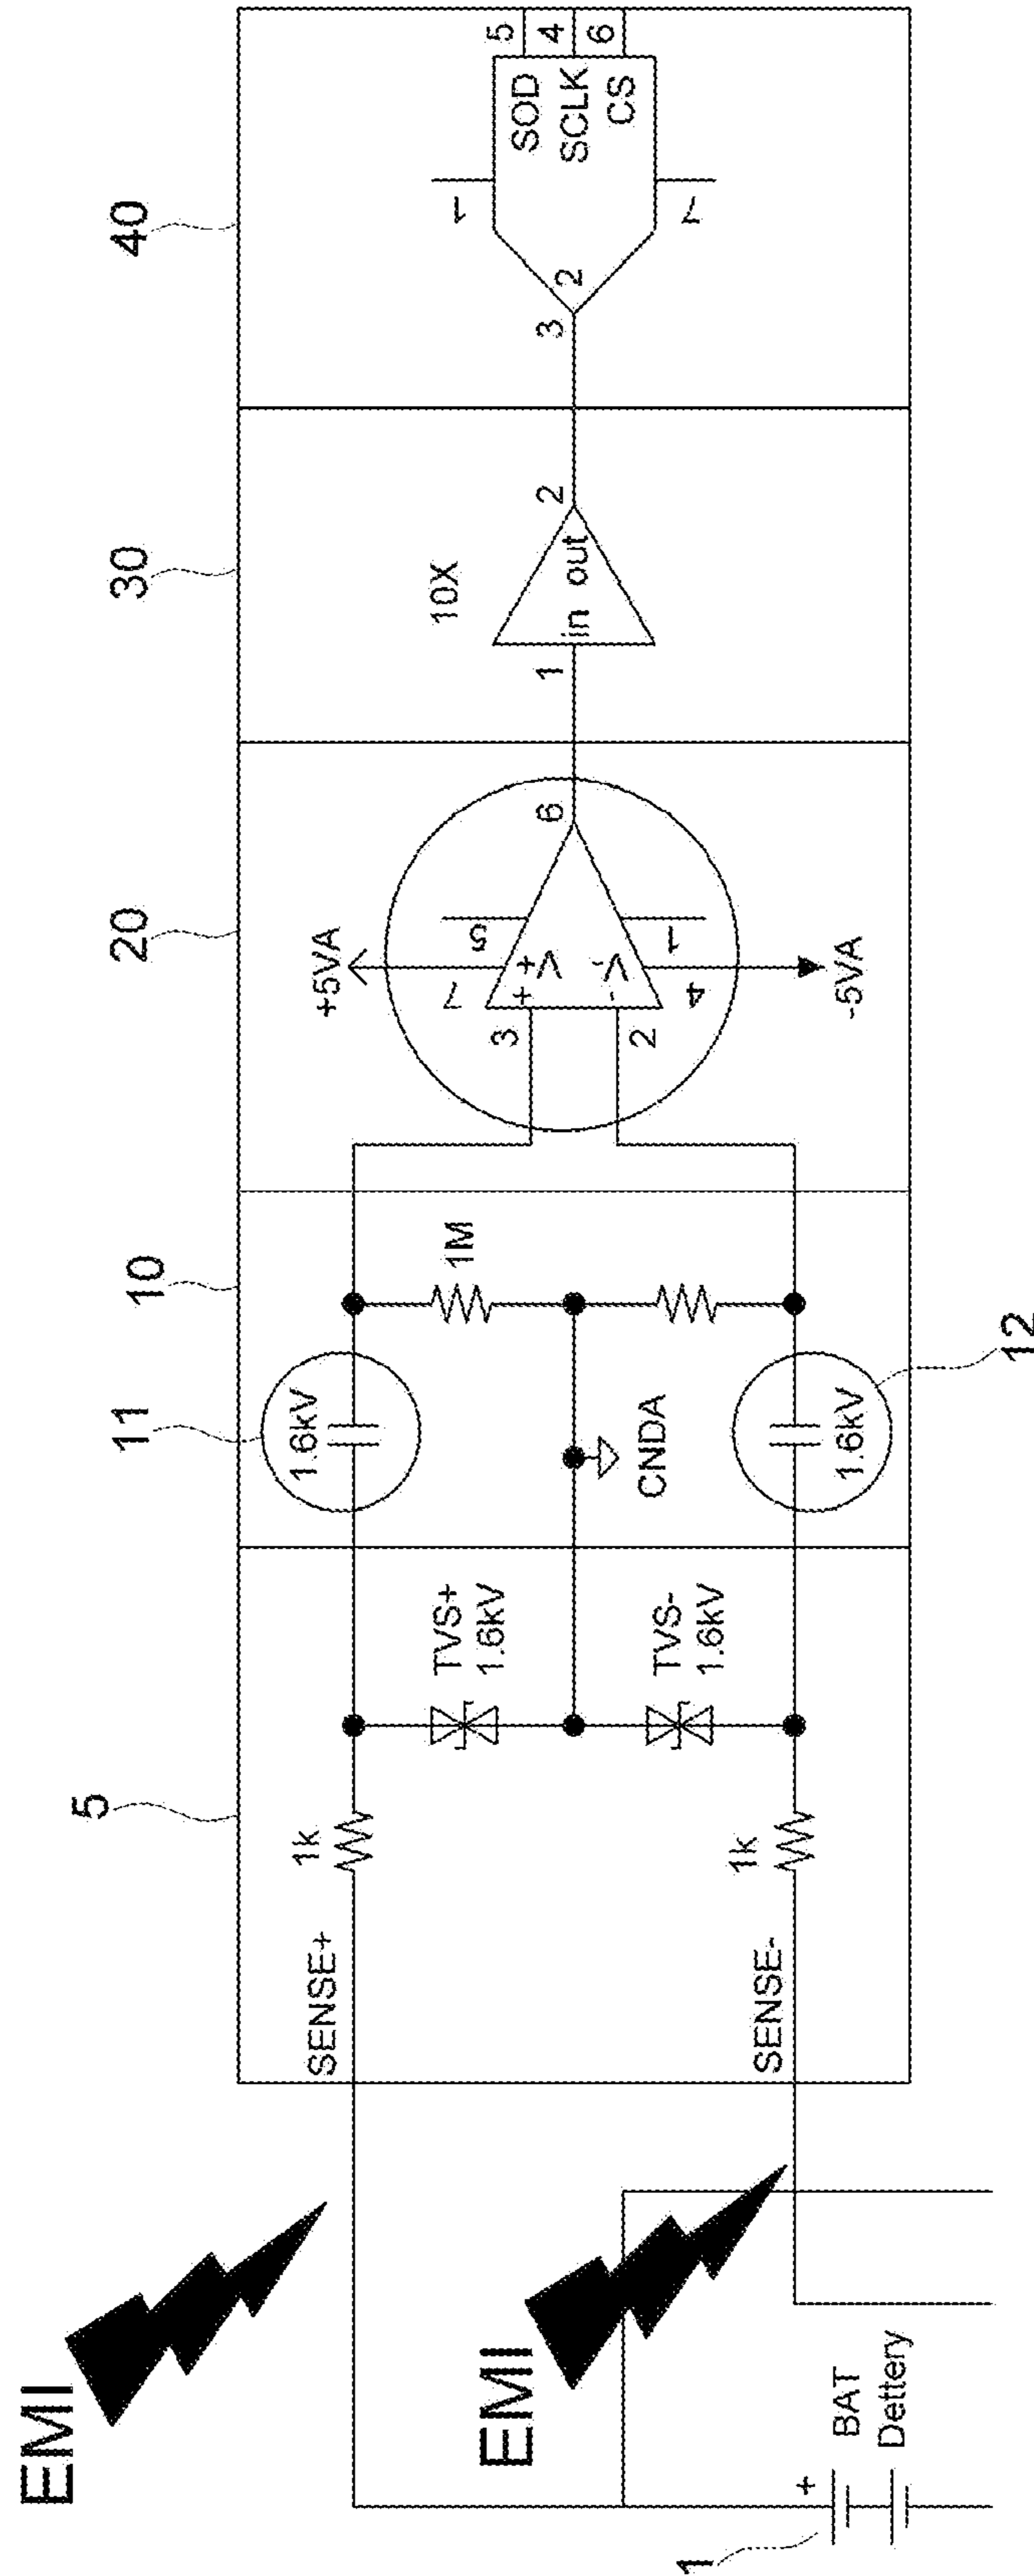 5
10
20
30
40
EMI
SENSE+
1k
TVS+
1.6kV
11
1.6kV
1M
+5VA
3
7
+
V+
5
6
1
10X
in out
2
3
2
1
SOD
5
SCLK
4
CS
6
7
EMI
SENSE-
1k
TVS-
1.6kV
CNDA
1.6kV
12
2
-
V-
4
1
-5VA
1
+
BAT
Dettery